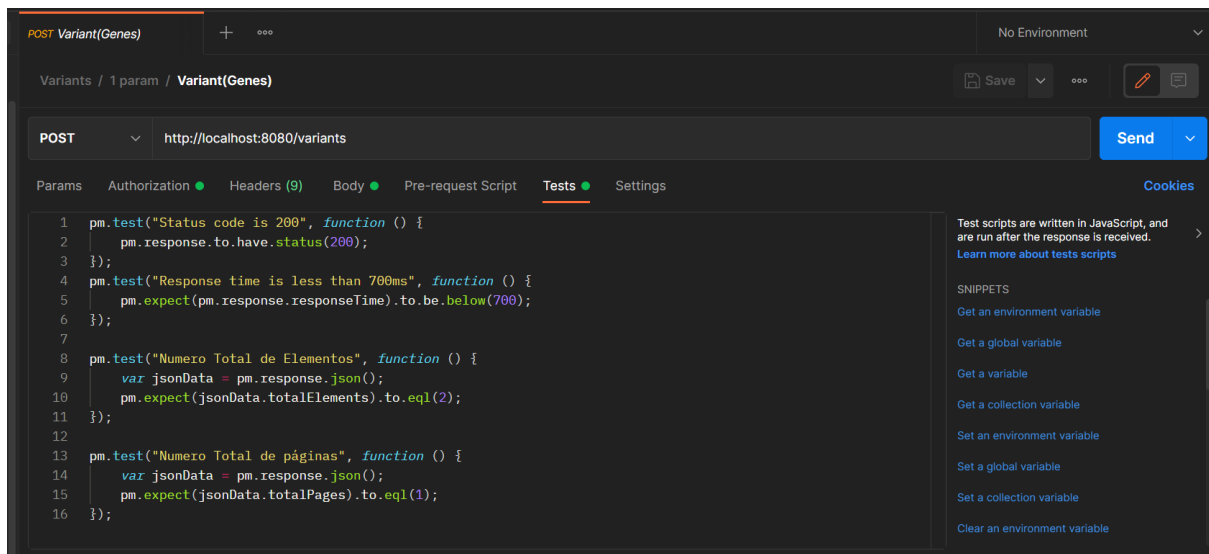 POST Variant(Genes)
No Environment
Variants / 1 param / Variant(Genes)
Save
POST http://localhost:8080/variants
Send
Params Authorization Headers (9) Body Pre-request Script Tests Settings Cookies
1 pm.test("Status code is 200", function () {
2 pm.response.to.have.status(200);
3 });
4 pm.test("Response time is less than 700ms", function () {
5 pm.expect(pm.response.responseTime).to.be.below(700);
6 });
7
8 pm.test("Numero Total de Elementos", function () {
9 var jsonData = pm.response.json();
10 pm.expect(jsonData.totalElements).to.eql(2);
11 });
12
13 pm.test("Numero Total de páginas", function () {
14 var jsonData = pm.response.json();
15 pm.expect(jsonData.totalPages).to.eql(1);
16 });
Test scripts are written in JavaScript, and
are run after the response is received.
Learn more about tests scripts
SNIPPETS
Get an environment variable
Get a global variable
Get a variable
Get a collection variable
Set an environment variable
Set a global variable
Set a collection variable
Clear an environment variable